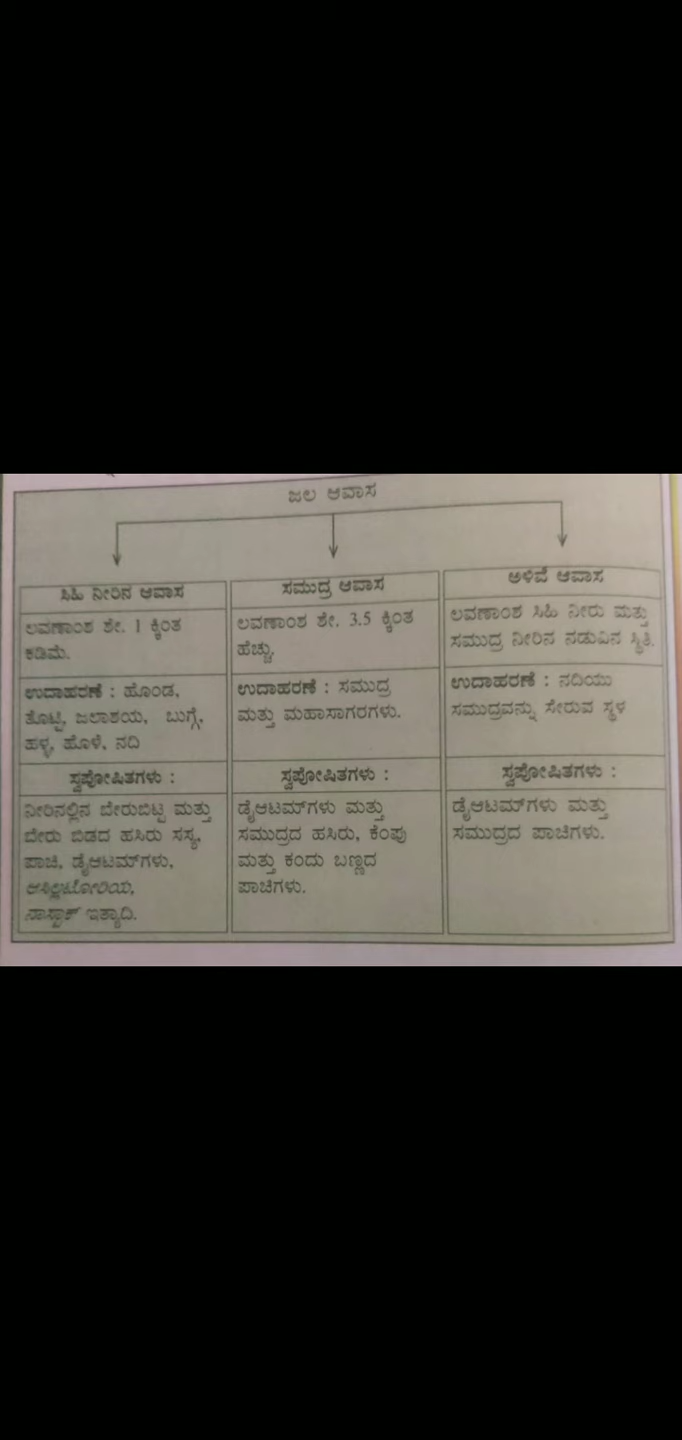 ಜಲ ಆವಾಸ
ಸಿಹಿ ನೀರಿನ ಆವಾಸ
ಲವಣಾಂಶ ಶೇ. 1 ಕ್ಕಿಂತ
ಕಡಿಮೆ.
ಉದಾಹರಣೆ : ಹೊಂಡ,
ತೊಟ್ಟಿ, ಜಲಾಶಯ, ಬುಗ್ಗೆ,
ಹಳ್ಳ, ಹೊಳೆ, ನದಿ
ಸ್ವಪೋಷಿತಗಳು :
ನೀರಿನಲ್ಲಿನ ಬೇರುಬಿಟ್ಟ ಮತ್ತು
ಬೇರು ಬಿಡದ ಹಸಿರು ಸಸ್ಯ,
ಪಾಚಿ, ಡೈಆಟಮ್‌ಗಳು,
ಆಸಿಲ್ಲಟೋರಿಯ,
ನಾಸ್ಟಾಕ್ ಇತ್ಯಾದಿ.
ಸಮುದ್ರ ಆವಾಸ
ಲವಣಾಂಶ ಶೇ. 3.5 ಕ್ಕಿಂತ
ಹೆಚ್ಚು.
ಉದಾಹರಣೆ : ಸಮುದ್ರ
ಮತ್ತು ಮಹಾಸಾಗರಗಳು.
ಸ್ವಪೋಷಿತಗಳು :
ಡೈಆಟಮ್‌ಗಳು ಮತ್ತು
ಸಮುದ್ರದ ಹಸಿರು, ಕೆಂಪು
ಮತ್ತು ಕಂದು ಬಣ್ಣದ
ಪಾಚಿಗಳು.
ಅಳಿವೆ ಆವಾಸ
ಲವಣಾಂಶ ಸಿಹಿ ನೀರು ಮತ್ತು
ಸಮುದ್ರ ನೀರಿನ ನಡುವಿನ ಸ್ಥಿತಿ.
ಉದಾಹರಣೆ : ನದಿಯು
ಸಮುದ್ರವನ್ನು ಸೇರುವ ಸ್ಥಳ
ಸ್ವಪೋಷಿತಗಳು :
ಡೈಆಟಮ್‌ಗಳು ಮತ್ತು
ಸಮುದ್ರದ ಪಾಚಿಗಳು.